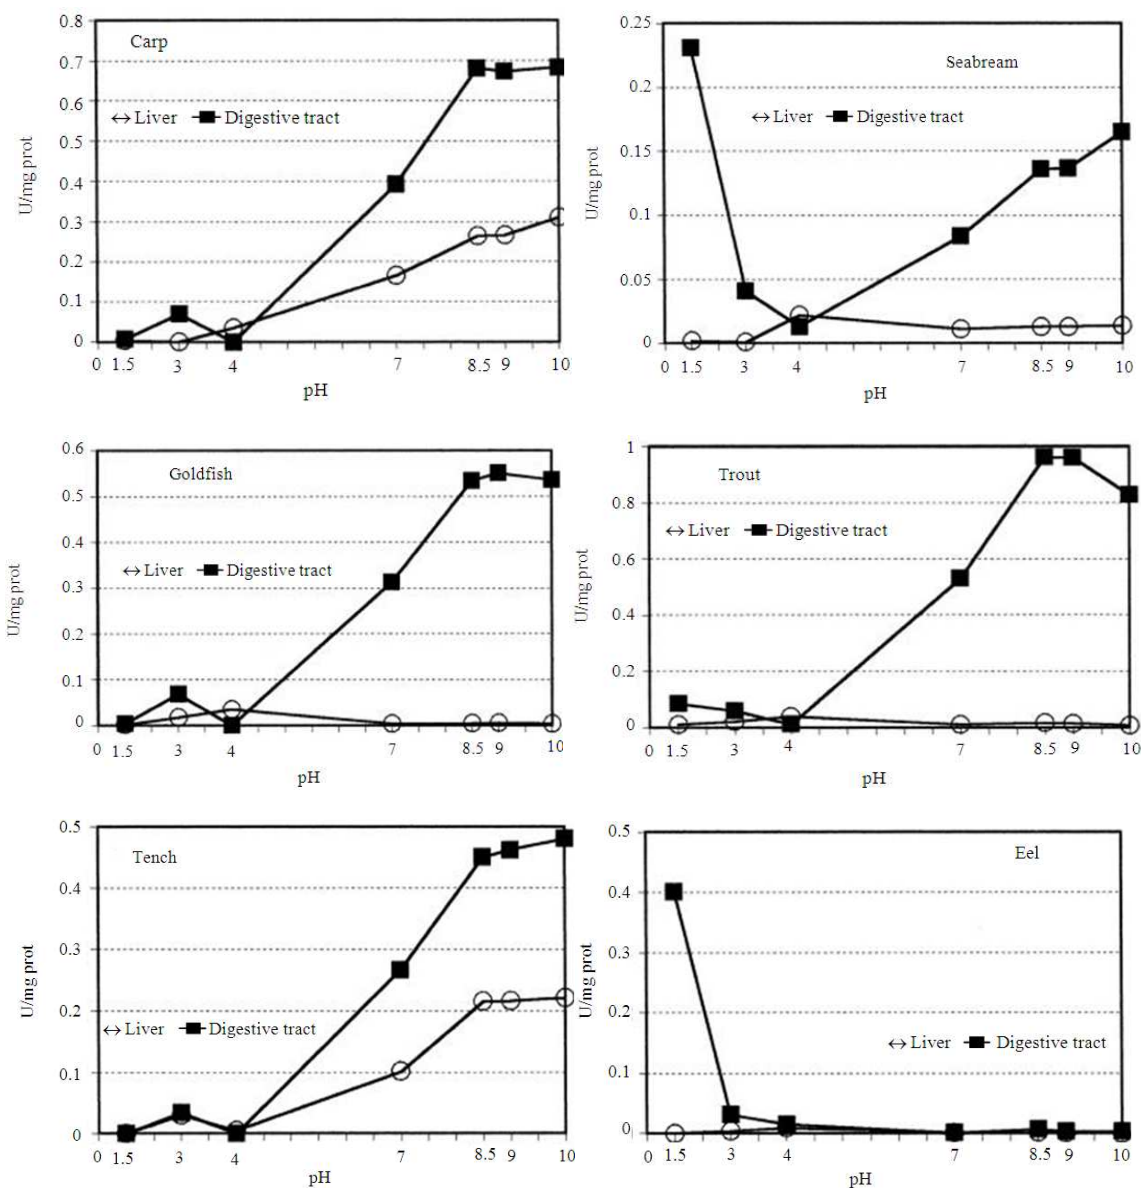 Carp
↔ Liver -■- Digestive tract
U/mg prot
0.8
0.7
0.6
0.5
0.4
0.3
0.2
0.1
0
0 1.5 3 4 7 8.5 9 10
pH
Seabream
↔ Liver -■- Digestive tract
U/mg prot
0.25
0.2
0.15
0.1
0.05
0
0 1.5 3 4 7 8.5 9 10
pH
Goldfish
↔ Liver -■- Digestive tract
U/mg prot
0.6
0.5
0.4
0.3
0.2
0.1
0
0 1.5 3 4 7 8.5 9 10
pH
Trout
↔ Liver -■- Digestive tract
U/mg prot
1
0.8
0.6
0.4
0.2
0
0 1.5 3 4 7 8.5 9 10
pH
Tench
↔ Liver -■- Digestive tract
U/mg prot
0.5
0.4
0.3
0.2
0.1
0
0 1.5 3 4 7 8.5 9 10
pH
Eel
↔ Liver -■- Digestive tract
U/mg prot
0.5
0.4
0.3
0.2
0.1
0
0 1.5 3 4 7 8.5 9 10
pH